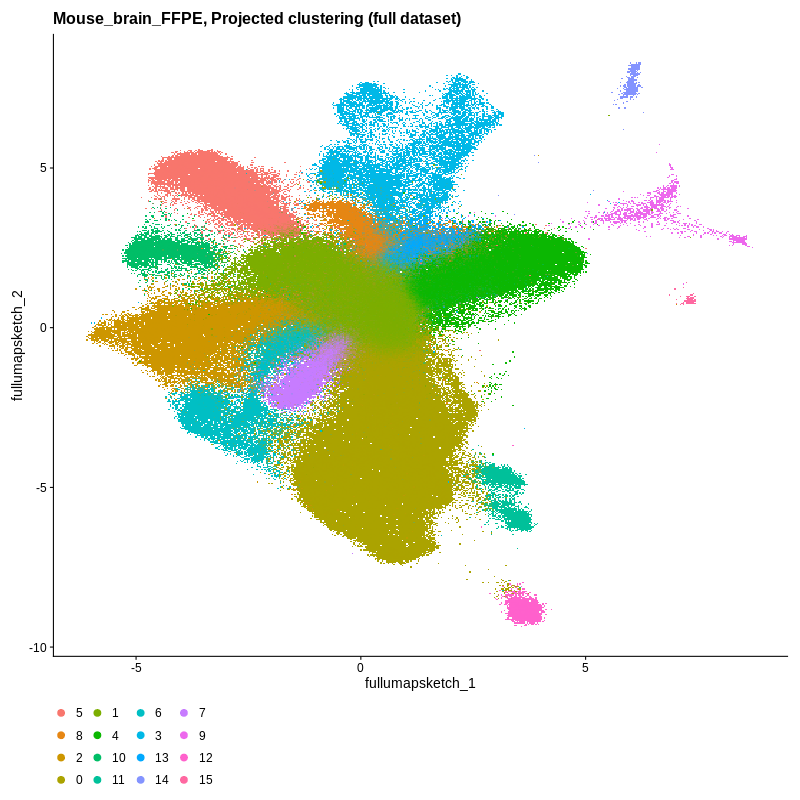 Mouse_brain_FFPE, Projected clustering (full dataset)
fullumapsketch_2
5
0
-5
-10
-5 0 5
fullumapsketch_1
5 1 6 7
8 4 3 9
2 10 13 12
0 11 14 15